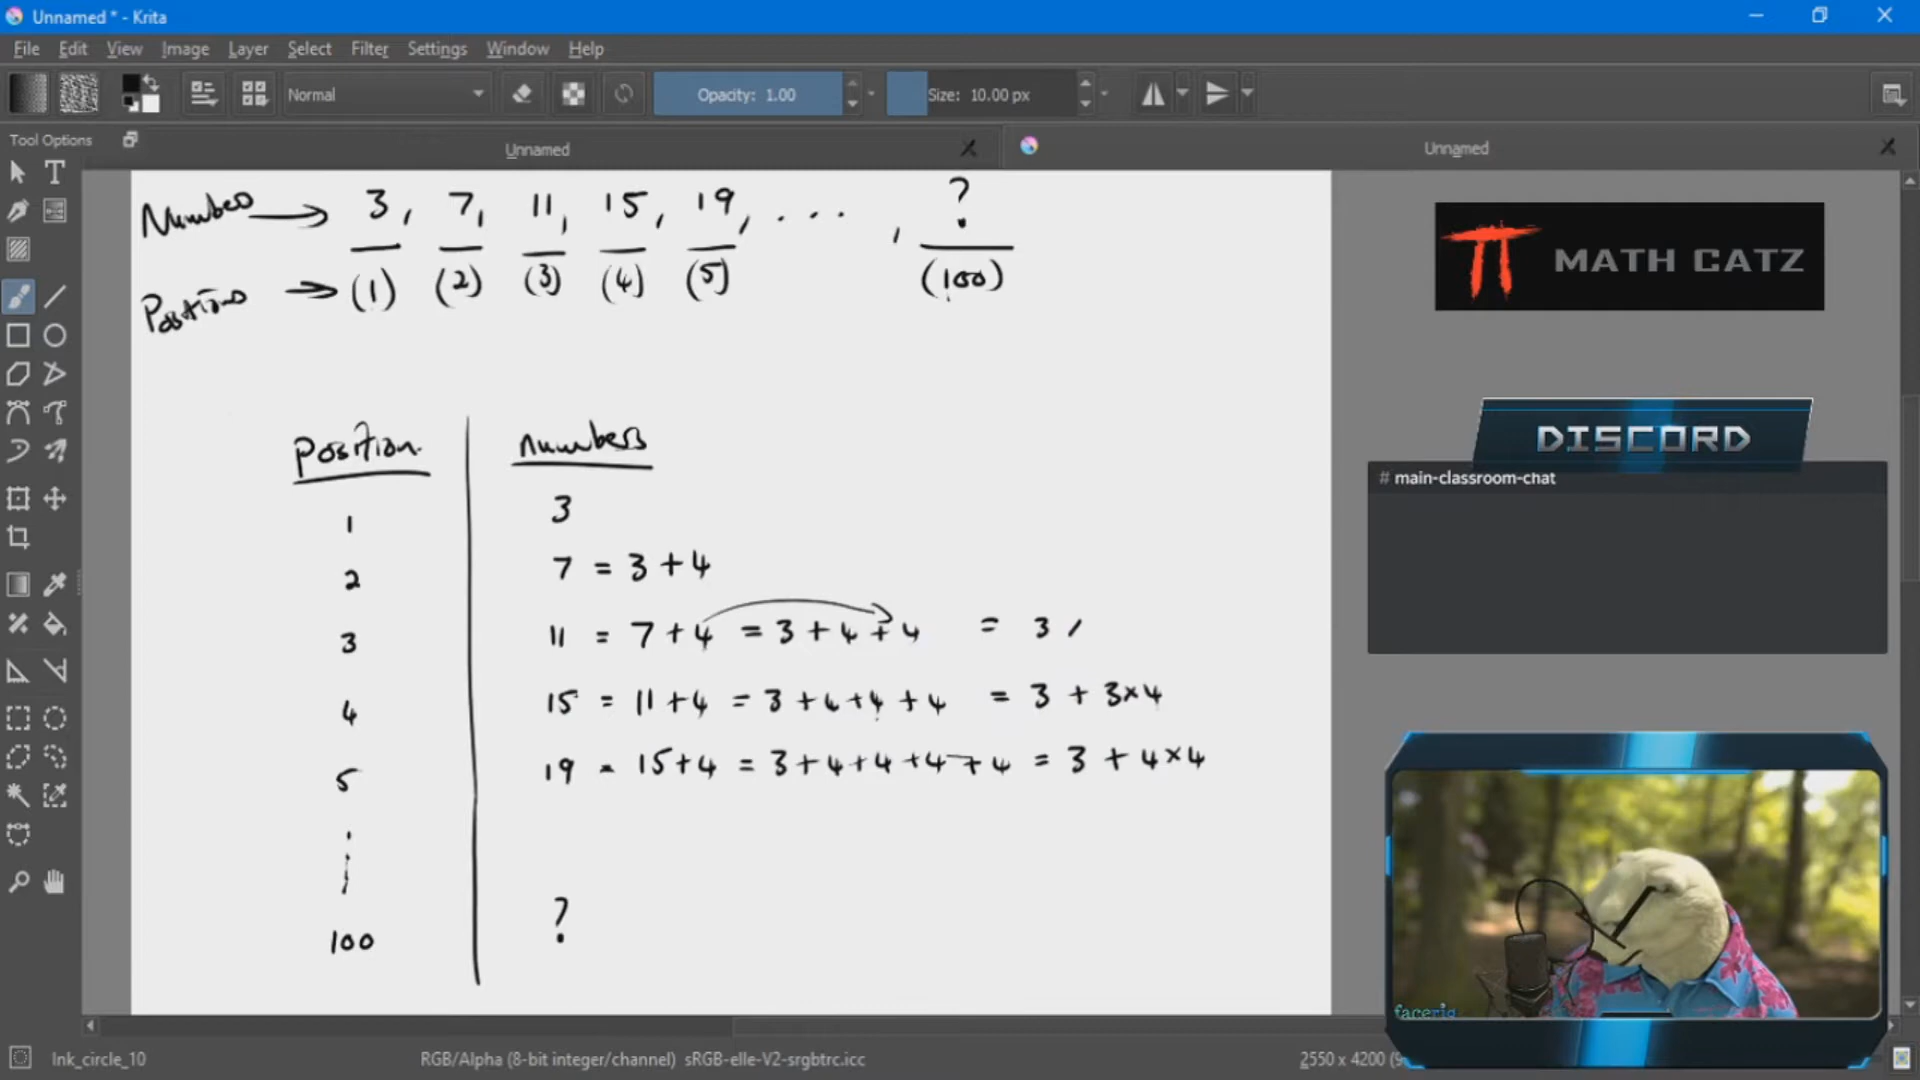 Unnamed * - Krita
File Edit View Image Layer Select Filter Settings Window Help
Normal Opacity: 1.00 Size: 10.00 px
Tool Options
Unnamed Unnamed
Number → 3, 7, 11, 15, 19, . . . , ?
Positions → (1) (2) (3) (4) (5) (100)
MATH CATZ
DISCORD
# main-classroom-chat
Position. numbers
1 3
2 7 = 3 + 4
3 11 = 7 + 4 = 3 + 4 + 4 = 3
4 15 = 11 + 4 = 3 + 4 + 4 + 4 = 3 + 3 × 4
5 19 = 15 + 4 = 3 + 4 + 4 + 4 + 4 = 3 + 4 × 4
100 ?
facerig
Ink_circle_10 RGB/Alpha (8-bit integer/channel) sRGB-elle-V2-srgbtrc.icc 2550 x 4200 (9